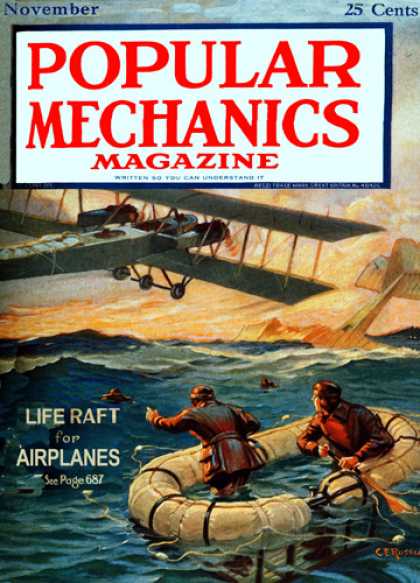 November 25 Cents
POPULAR
MECHANICS
MAGAZINE
WRITTEN SO YOU CAN UNDERSTAND IT
LIFE RAFT
for
AIRPLANES
See Page 687